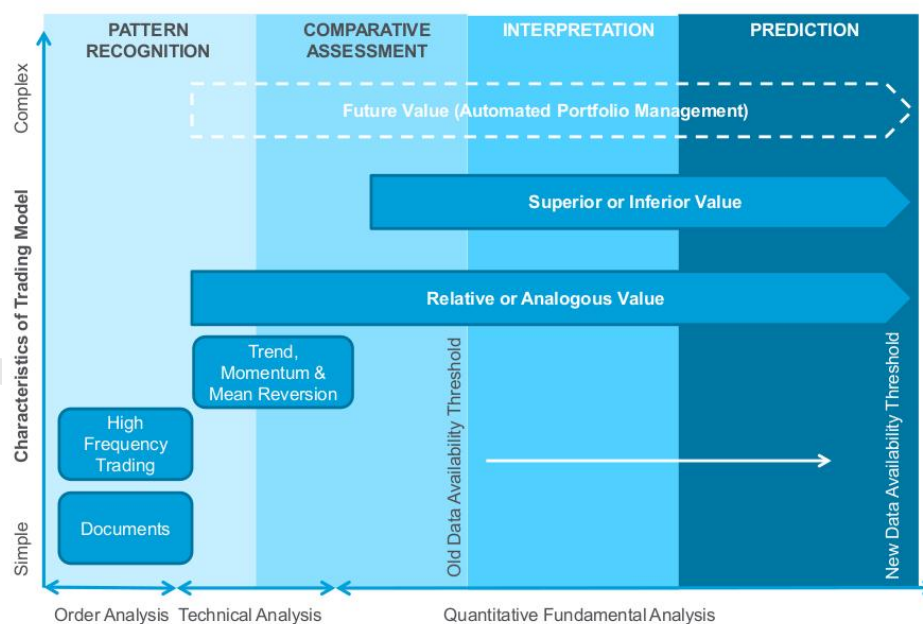 PATTERN
RECOGNITION
COMPARATIVE
ASSESSMENT
INTERPRETATION
PREDICTION
Complex
Characteristics of Trading Model
Simple
Future Value (Automated Portfolio Management)
Superior or Inferior Value
Relative or Analogous Value
Trend,
Momentum &
Mean Reversion
High
Frequency
Trading
Documents
Old Data Availability Threshold
New Data Availability Threshold
Order Analysis
Technical Analysis
Quantitative Fundamental Analysis